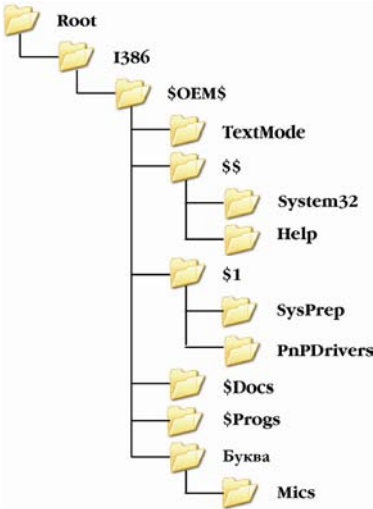 Root
I386
$OEM$
TextMode
$$
System32
Help
$1
SysPrep
PnPDrivers
$Docs
$Progs
Буква
Mics